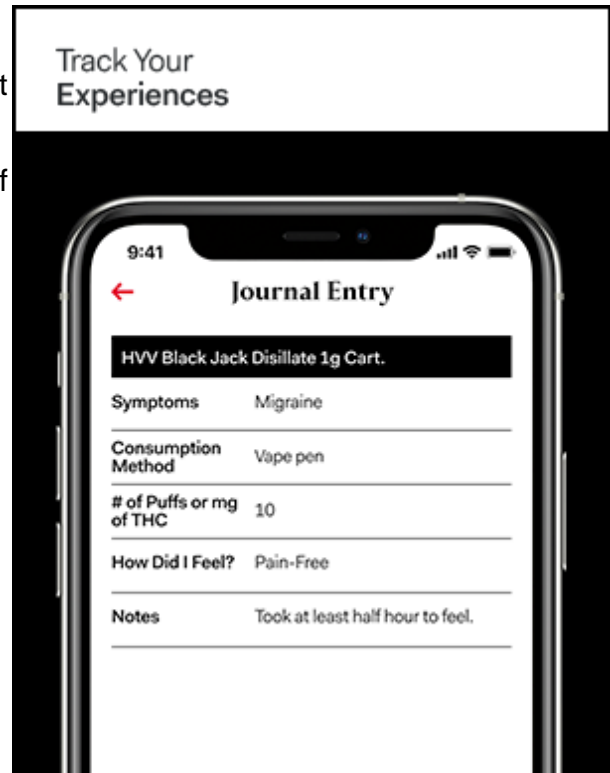 Track Your
Experiences
t
f
9:41
Journal Entry
HVV Black Jack Disillate 1g Cart.
Symptoms Migraine
Consumption
Method Vape pen
# of Puffs or mg
of THC 10
How Did I Feel? Pain-Free
Notes Took at least half hour to feel.